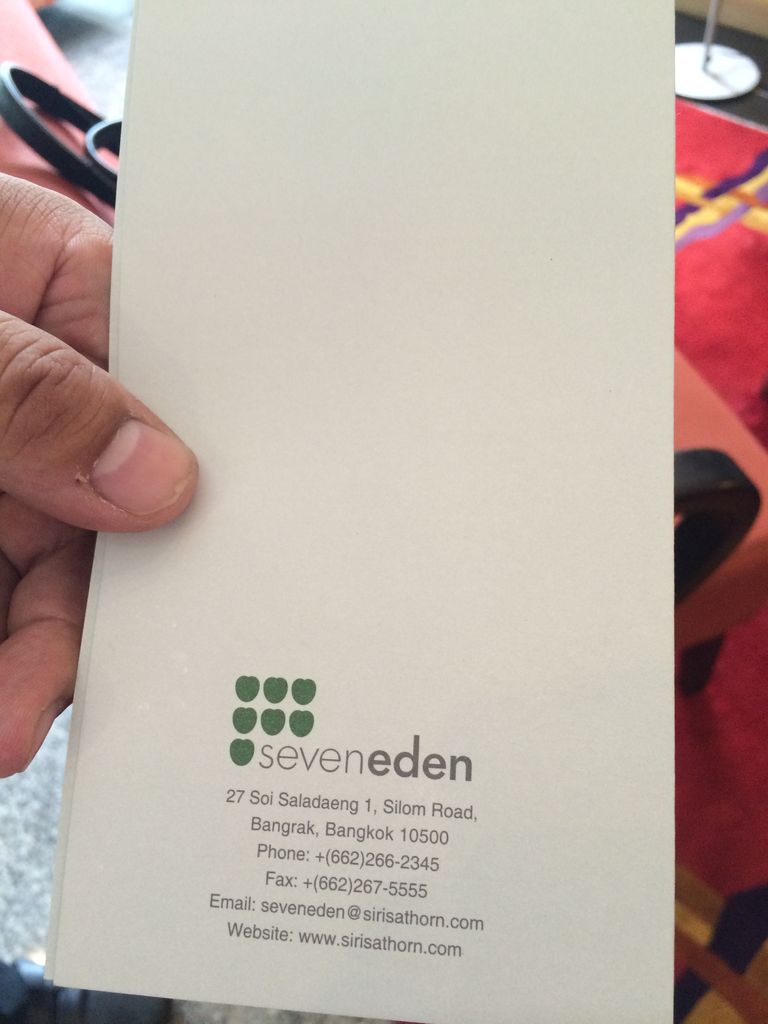 seveneden
27 Soi Saladaeng 1, Silom Road,
Bangrak, Bangkok 10500
Phone: +(662)266-2345
Fax: +(662)267-5555
Email: seveneden@sirisathorn.com
Website: www.sirisathorn.com